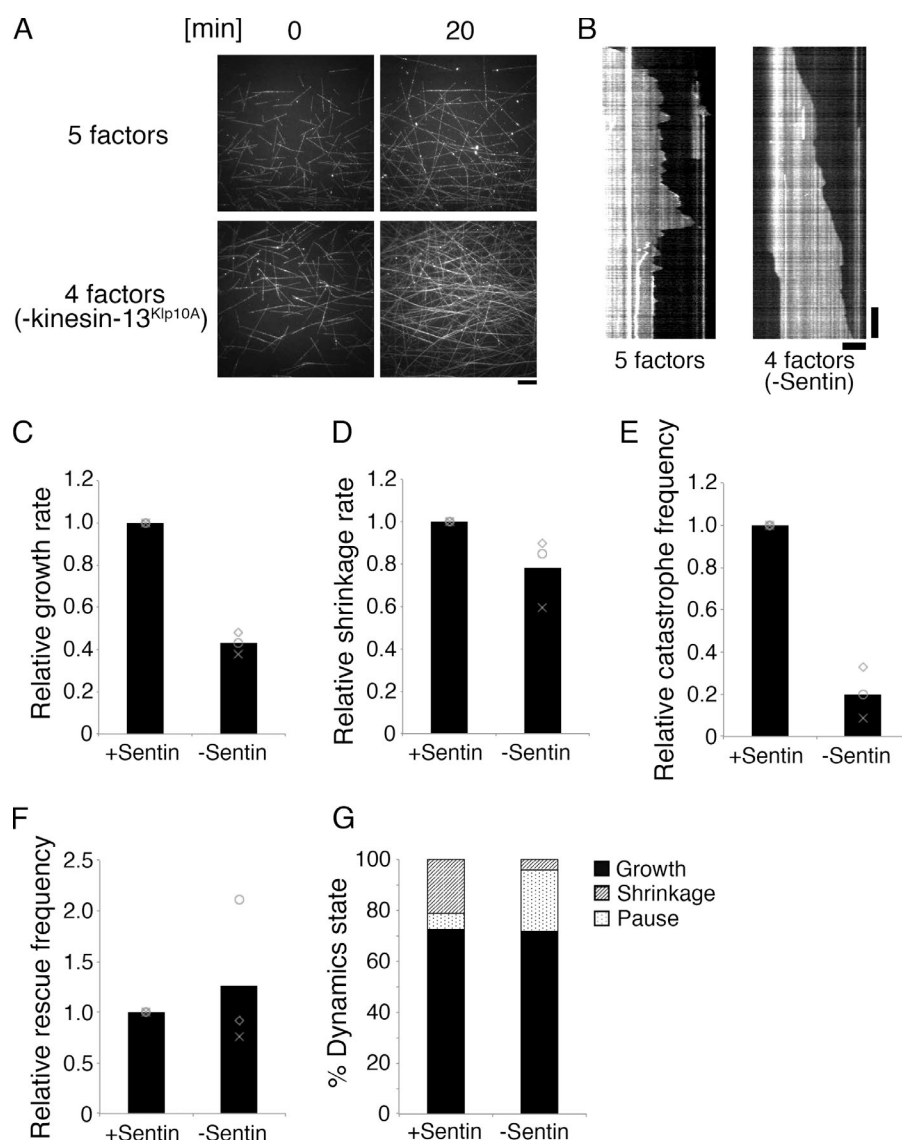 A
[min] 0 20
5 factors
4 factors
(-kinesin-13Klp10A)
B
5 factors
4 factors
(-Sentin)
C
Relative growth rate
1.2
1.0
0.8
0.6
0.4
0.2
0
+Sentin -Sentin
D
Relative shrinkage rate
1.2
1.0
0.8
0.6
0.4
0.2
0
+Sentin -Sentin
E
Relative catastrophe frequency
1.2
1.0
0.8
0.6
0.4
0.2
0
+Sentin -Sentin
F
Relative rescue frequency
2.5
2.0
1.5
1.0
0.5
0
+Sentin -Sentin
G
% Dynamics state
100
80
60
40
20
0
+Sentin -Sentin
Growth
Shrinkage
Pause